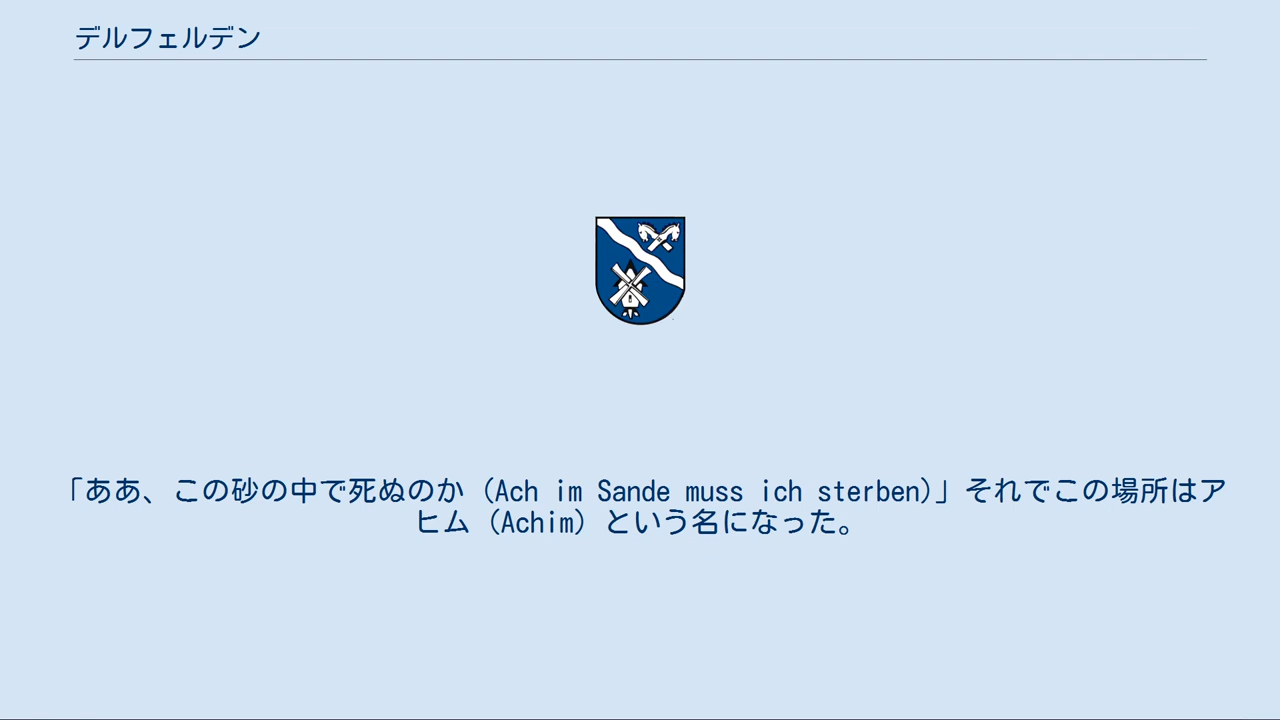 デルフェルデン
「ああ、この砂の中で死ぬのか (Ach im Sande muss ich sterben)」それでこの場所はア
ヒム (Achim) という名になった。